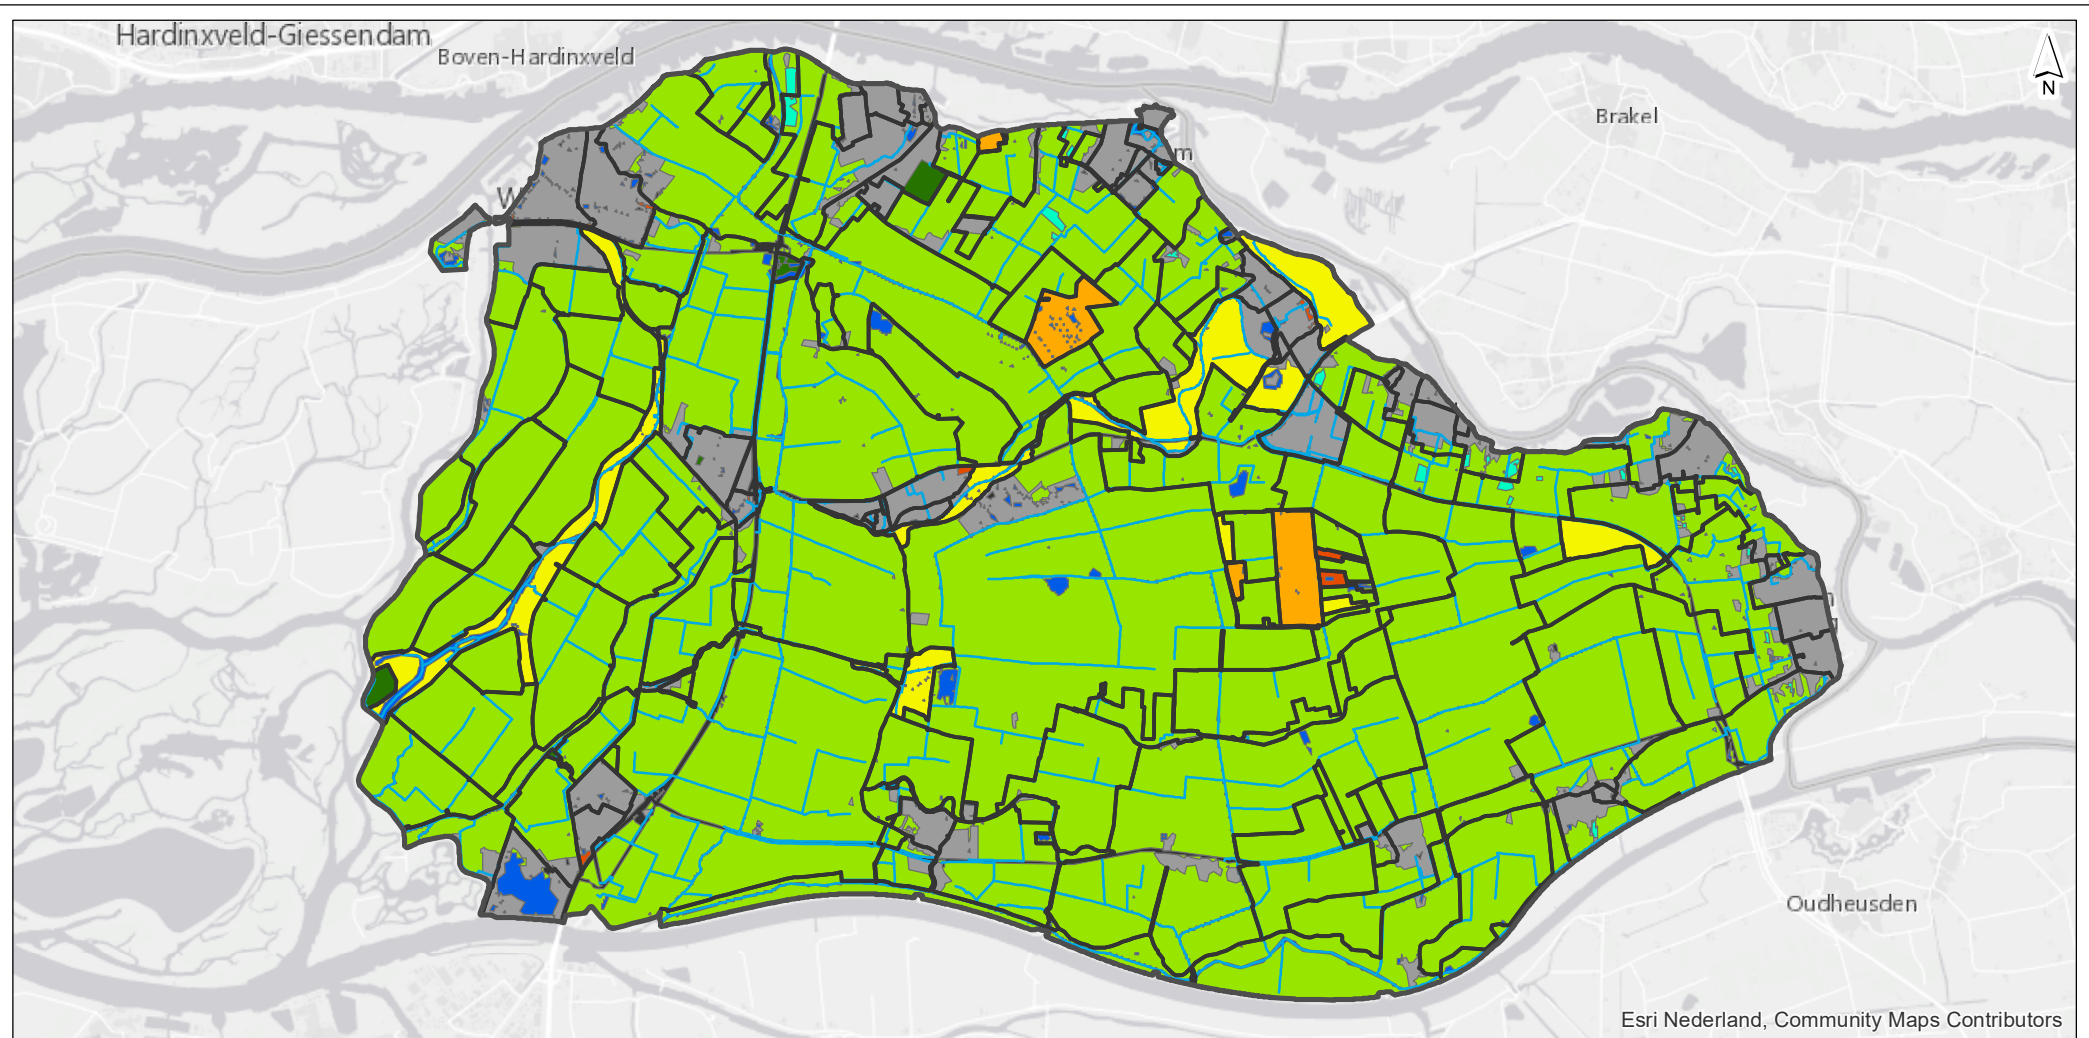 Hardinxveld-Giessendam
Boven-Hardinxveld
N
Brakel
Oudheusden
Esri Nederland, Community Maps Contributors